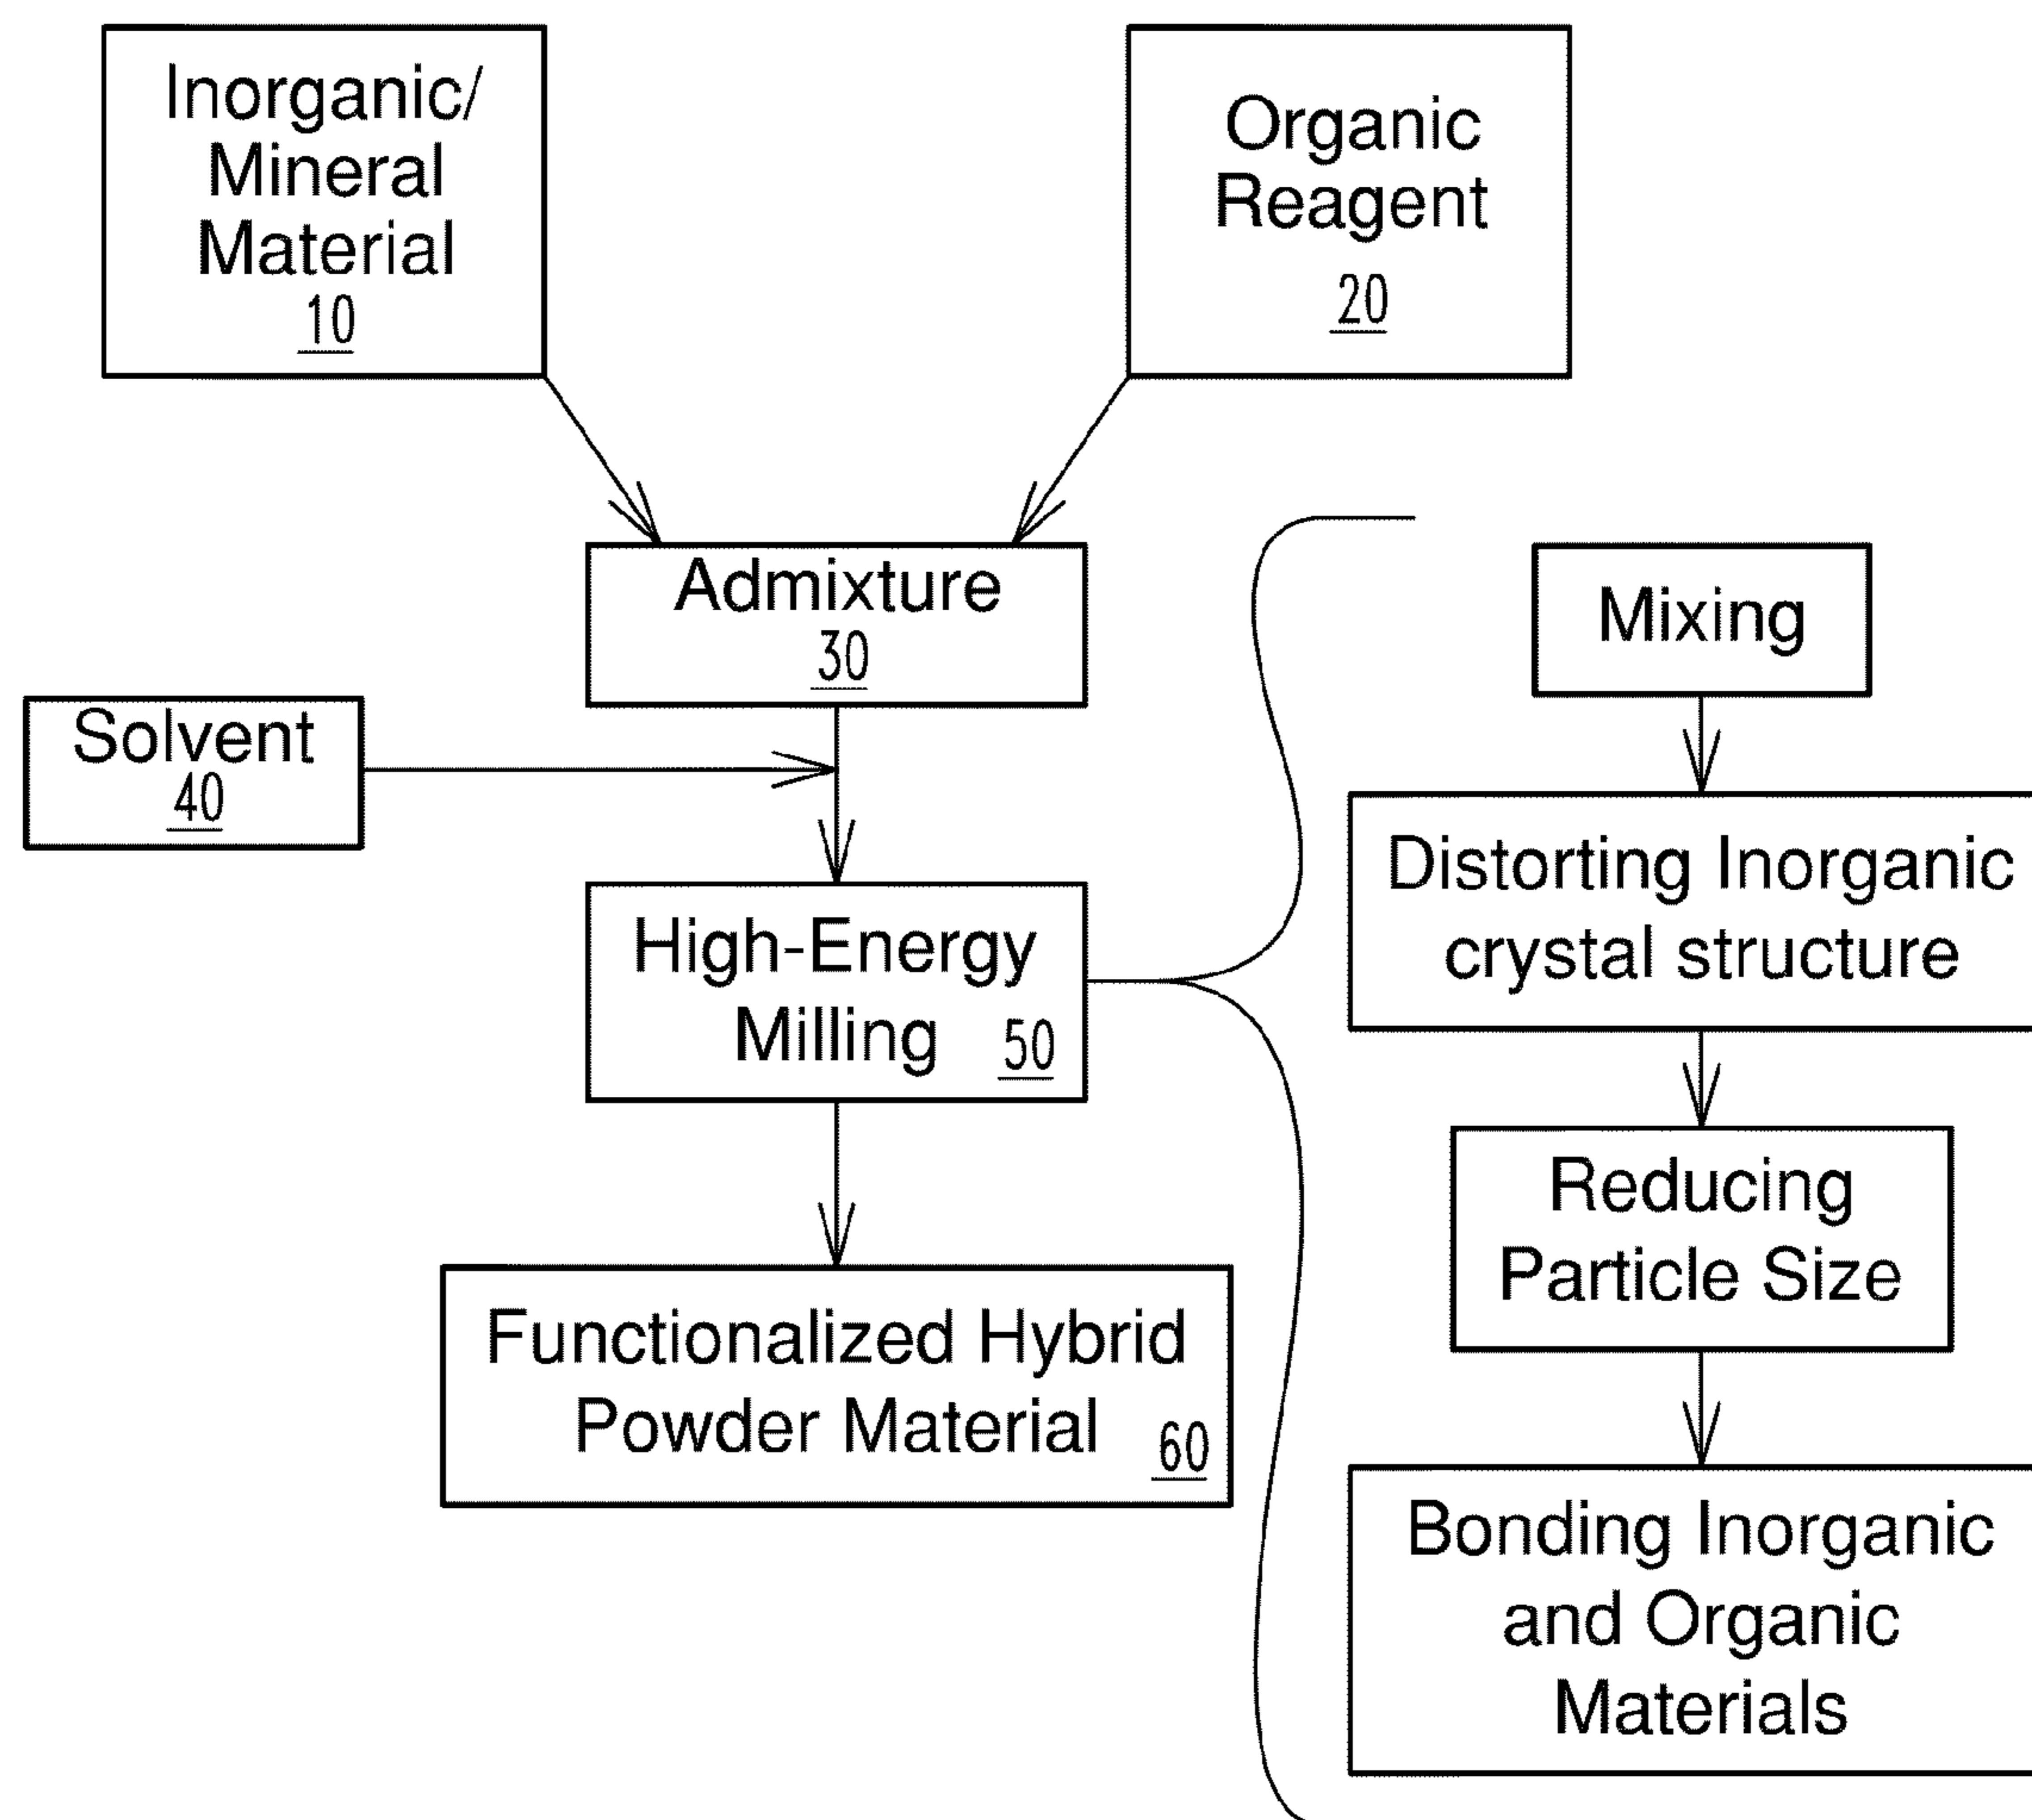 Inorganic/
Mineral
Material
10
Organic
Reagent
20
Admixture
30
Solvent
40
High-Energy
Milling 50
Functionalized Hybrid
Powder Material 60
Mixing
Distorting Inorganic
crystal structure
Reducing
Particle Size
Bonding Inorganic
and Organic
Materials